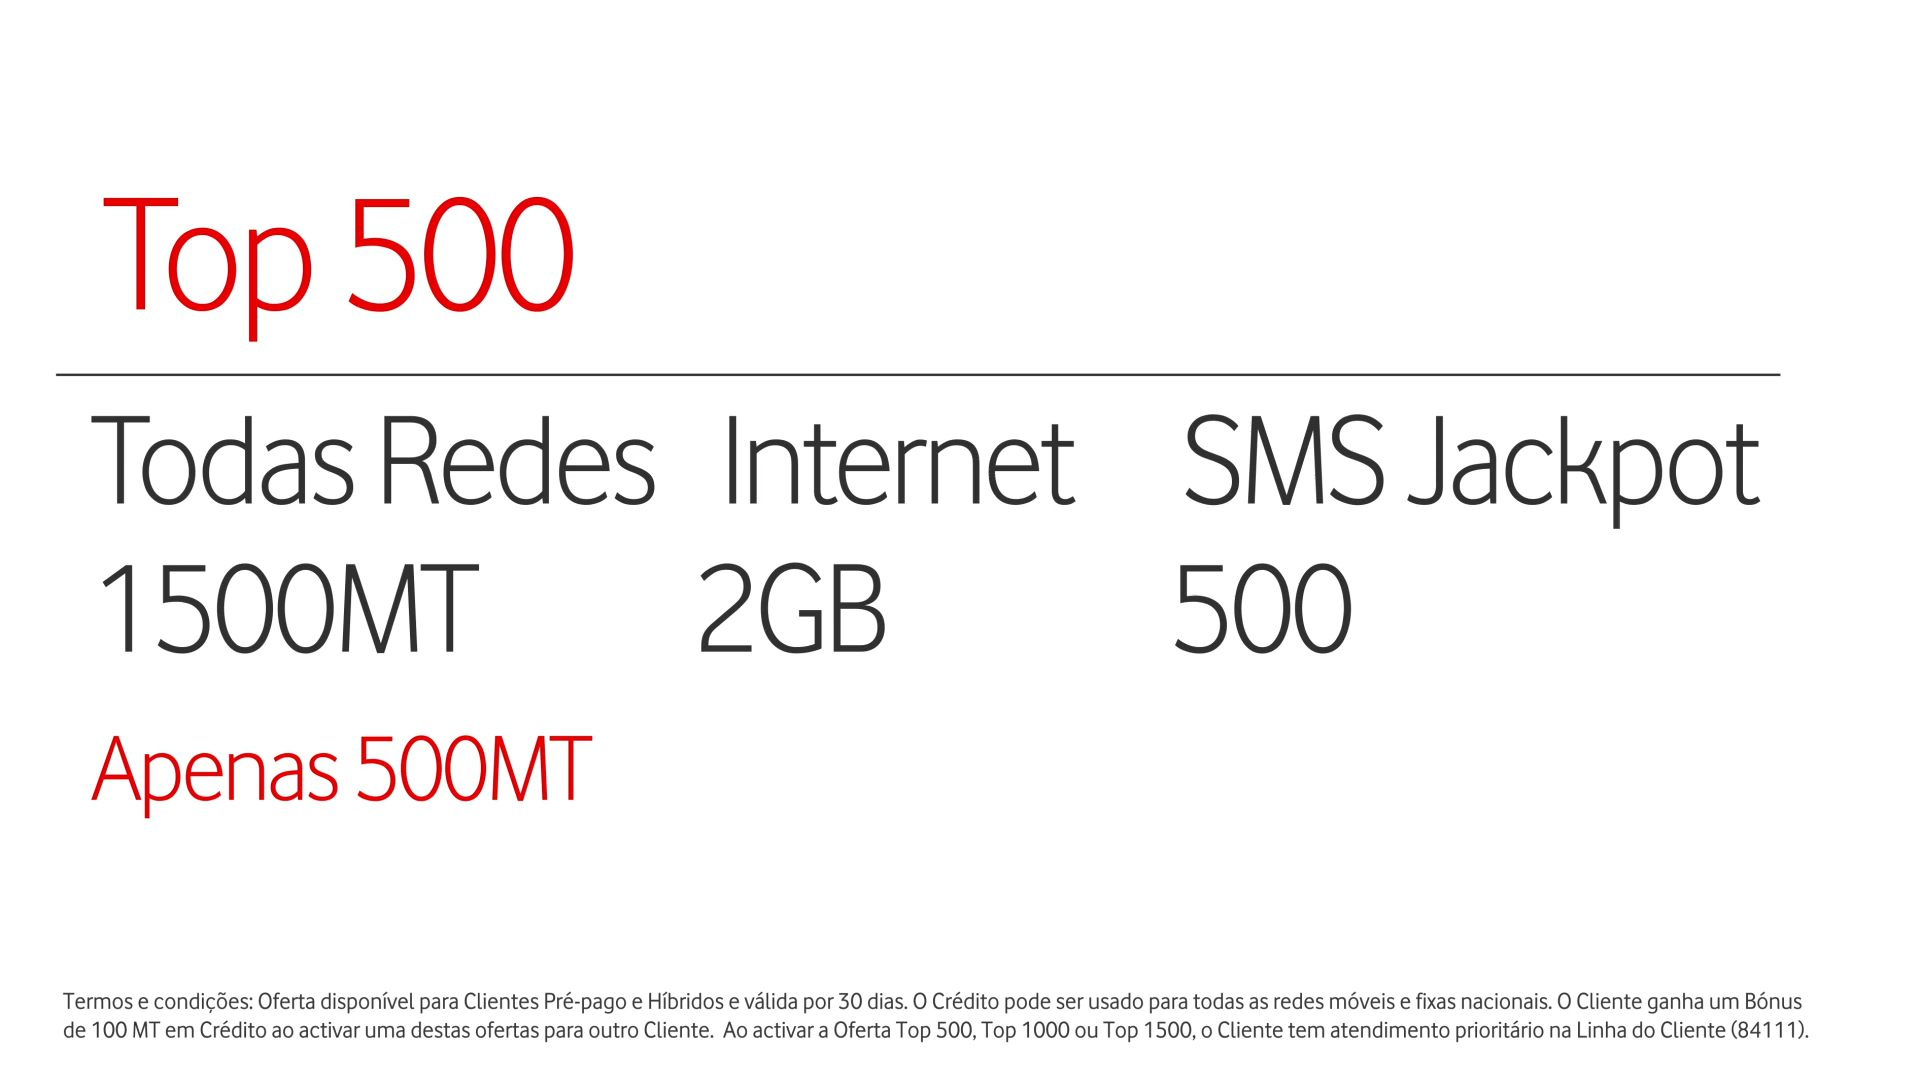 Top 500
Todas Redes Internet SMS Jackpot
1500MT 2GB 500
Apenas 500MT
Termos e condições: Oferta disponível para Clientes Pré-pago e Híbridos e válida por 30 dias. O Crédito pode ser usado para todas as redes móveis e fixas nacionais. O Cliente ganha um Bónus
de 100 MT em Crédito ao activar uma destas ofertas para outro Cliente. Ao activar a Oferta Top 500, Top 1000 ou Top 1500, o Cliente tem atendimento prioritário na Linha do Cliente (84111).